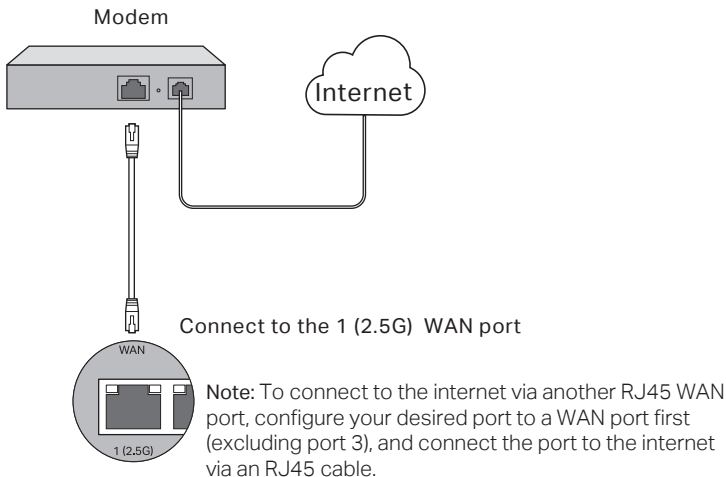 Modem
Internet
Connect to the 1 (2.5G) WAN port
WAN
1 (2.5G)
Note: To connect to the internet via another RJ45 WAN
port, configure your desired port to a WAN port first
(excluding port 3), and connect the port to the internet
via an RJ45 cable.